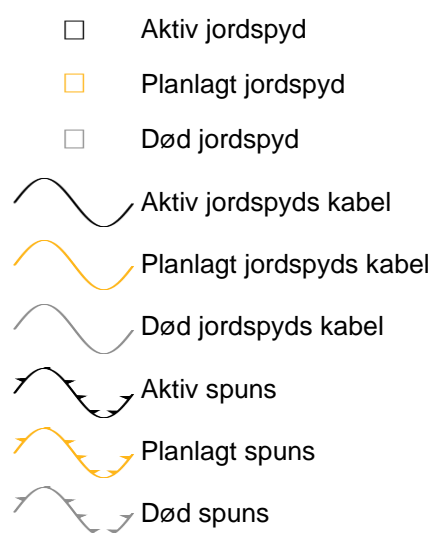 Aktiv jordspyd
Planlagt jordspyd
Død jordspyd
Aktiv jordspyds kabel
Planlagt jordspyds kabel
Død jordspyds kabel
Aktiv spuns
Planlagt spuns
Død spuns